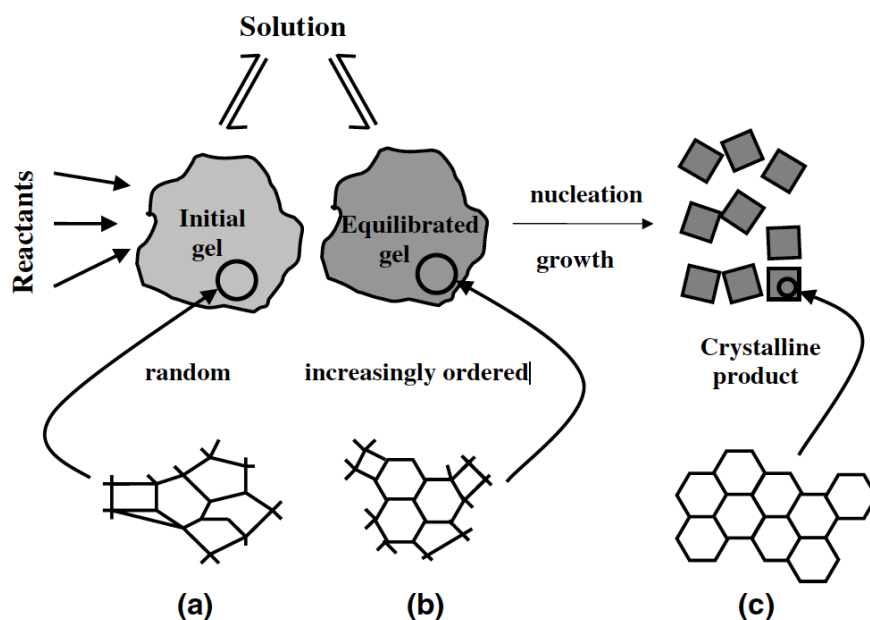 Solution
Reactants
Initial
gel
Equilibrated
gel
nucleation
growth
random
increasingly ordered
Crystalline
product
(a)
(b)
(c)